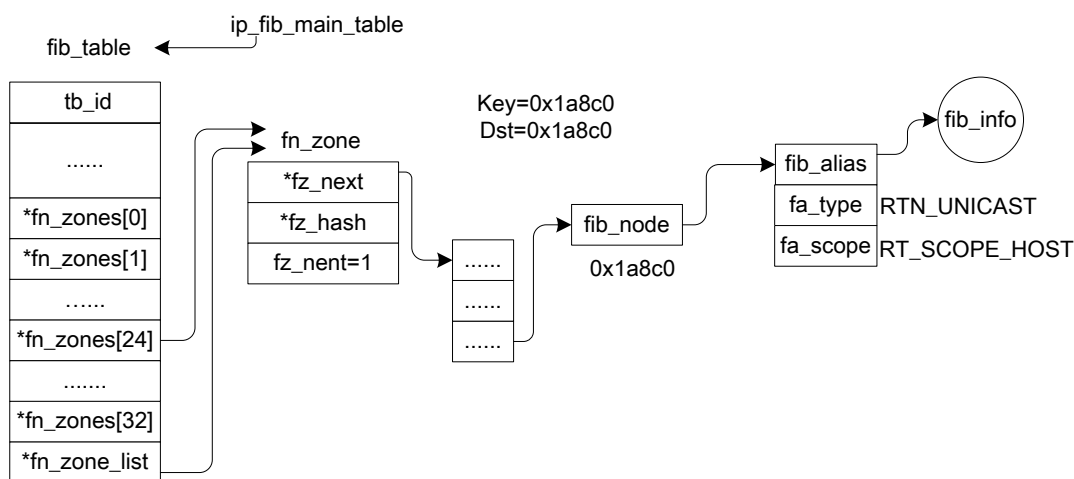 ip_fib_main_table
fib_table
tb_id
......
*fn_zones[0]
*fn_zones[1]
…...
*fn_zones[24]
.......
*fn_zones[32]
*fn_zone_list
fn_zone
*fz_next
*fz_hash
fz_nent=1
Key=0x1a8c0
Dst=0x1a8c0
......
......
......
fib_node
0x1a8c0
fib_alias
fa_type RTN_UNICAST
fa_scope RT_SCOPE_HOST
fib_info